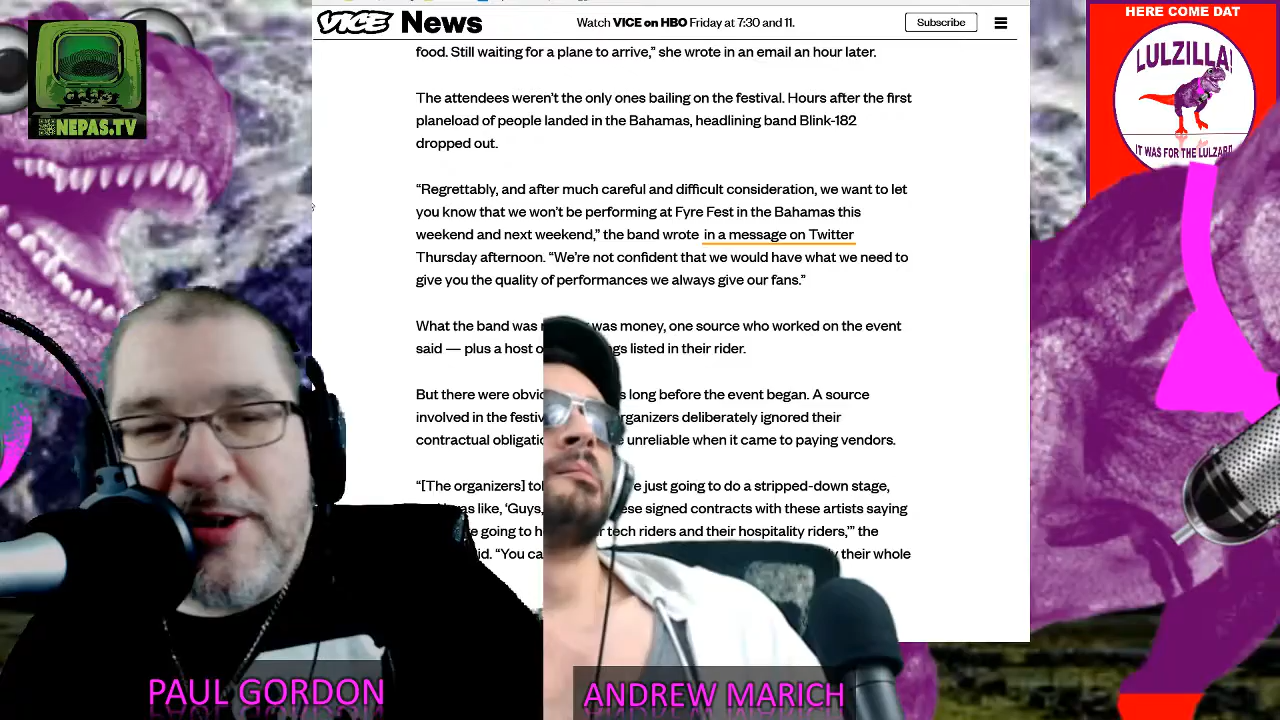 VICE News
Watch VICE on HBO Friday at 7:30 and 11.
Subscribe
food. Still waiting for a plane to arrive,” she wrote in an email an hour later.
The attendees weren’t the only ones bailing on the festival. Hours after the first
planeload of people landed in the Bahamas, headlining band Blink-182
dropped out.
“Regrettably, and after much careful and difficult consideration, we want to let
you know that we won’t be performing at Fyre Fest in the Bahamas this
weekend and next weekend,” the band wrote in a message on Twitter
Thursday afternoon. “We’re not confident that we would have what we need to
give you the quality of performances we always give our fans.”
What the band was was money, one source who worked on the event
said — plus a host listed in their rider.
But there were long before the event began. A source
involved in the organizers deliberately ignored their
contractual unreliable when it came to paying vendors.
“[The organizers] just going to do a stripped-down stage,
like, ‘Guys, signed contracts with these artists saying
going to tech riders and their hospitality riders,’” the
“You their whole
NEPAS.TV
HERE COME DAT
LULZILLA!
IT WAS FOR THE
PAUL GORDON
ANDREW MARICH